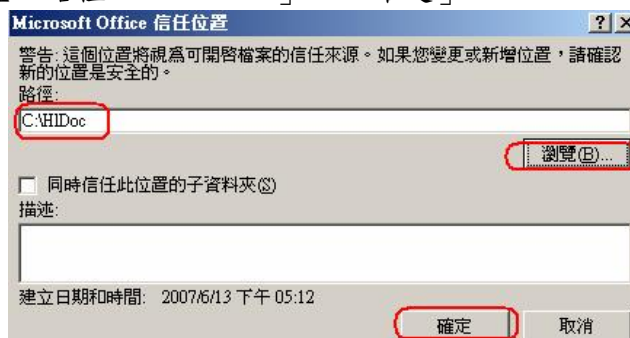 Microsoft Office 信任位置
警告: 這個位置將視為可開啓檔案的信任來源。如果您變更或新增位置，請確認
新的位置是安全的。
路徑:
C:\HIDoc
瀏覽(B)...
同時信任此位置的子資料夾(S)
描述:
建立日期和時間: 2007/6/13 下午 05:12
確定
取消